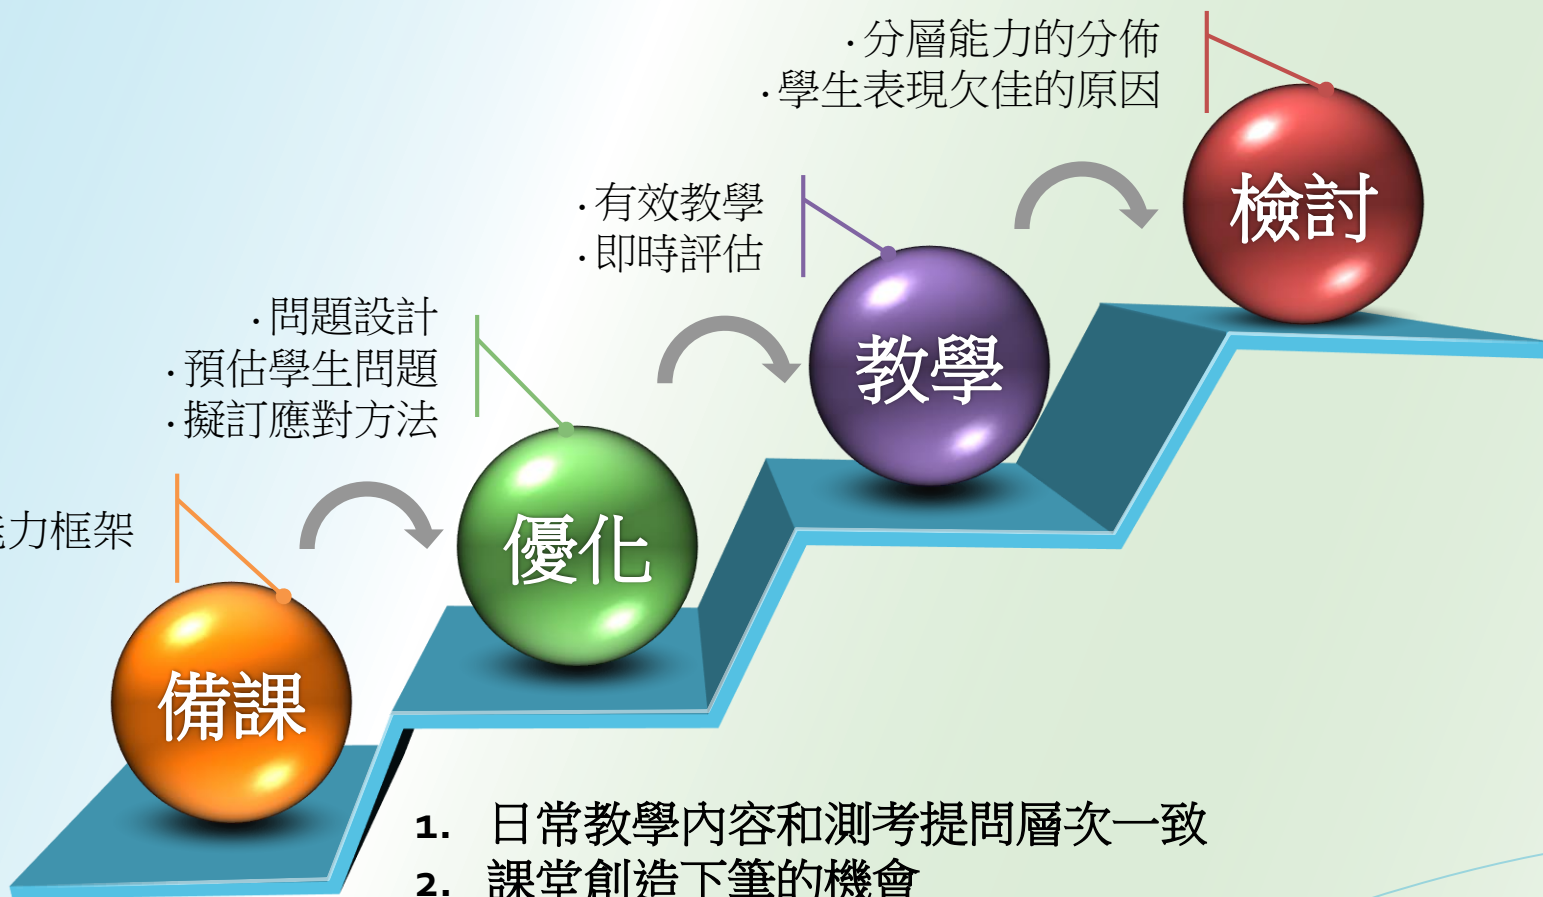 ·分層能力的分佈
·學生表現欠佳的原因
檢討
·有效教學
·即時評估
教學
·問題設計
·預估學生問題
·擬訂應對方法
優化
能力框架
備課
1. 日常教學內容和測考提問層次一致
2. 課堂創造下筆的機會